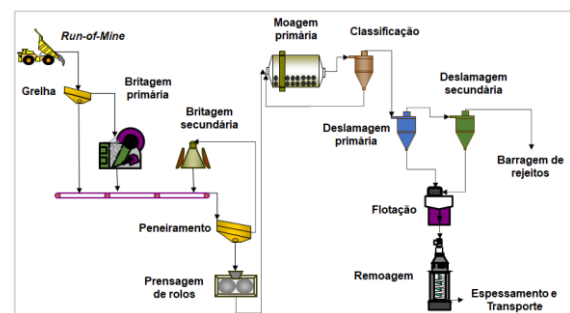 Run-of-Mine
Grelha
Britagem
primária
Britagem
secundária
Peneiramento
Prensagem
de rolos
Moagem
primária
Classificação
Deslamagem
primária
Deslamagem
secundária
Barragem de
rejeitos
Flotação
Remoagem
Espessamento e
Transporte